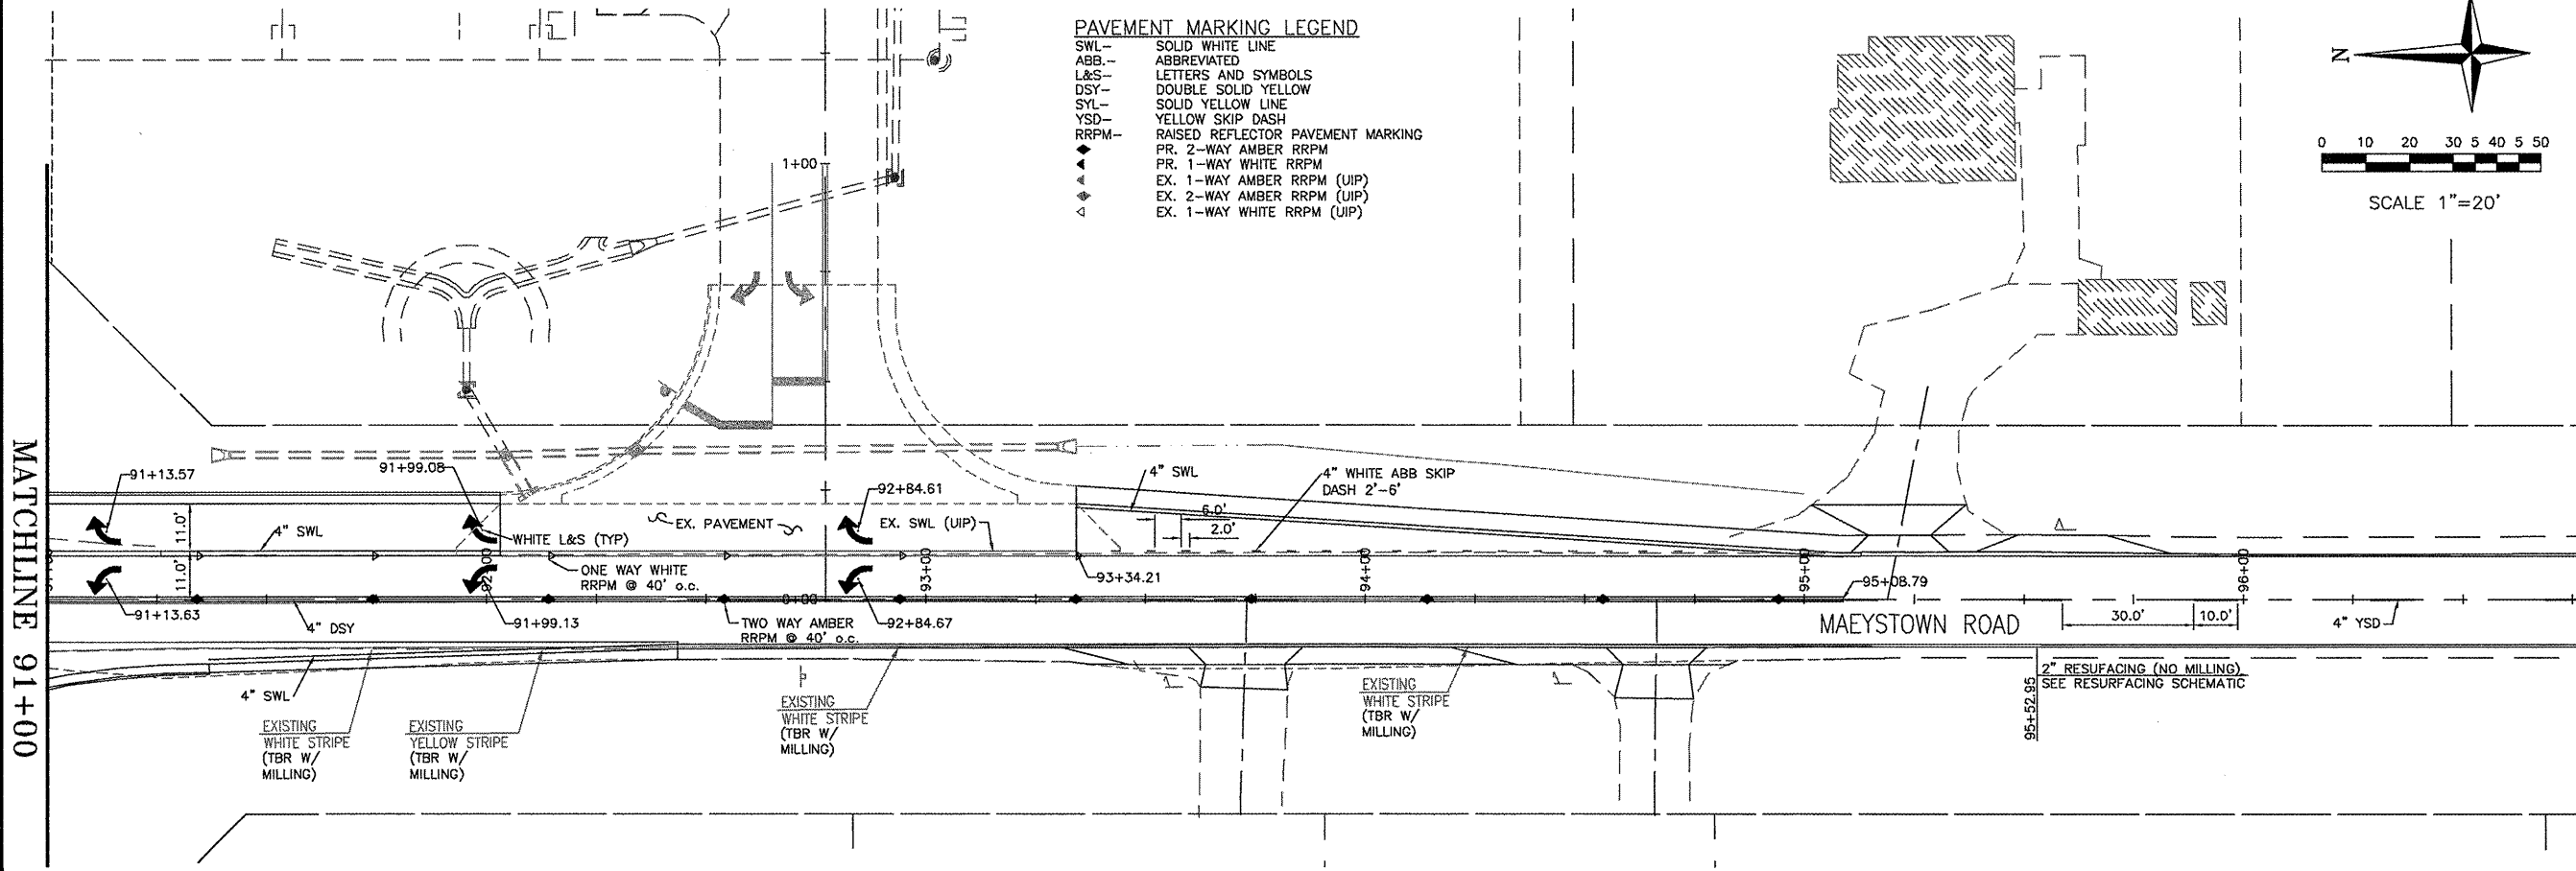 PAVEMENT MARKING LEGEND
SWL- SOLID WHITE LINE
ABB.- ABBREVIATED
L&S- LETTERS AND SYMBOLS
DSY- DOUBLE SOLID YELLOW
SYL- SOLID YELLOW LINE
YSD- YELLOW SKIP DASH
RRPM- RAISED REFLECTOR PAVEMENT MARKING
PR. 2-WAY AMBER RRPM
PR. 1-WAY WHITE RRPM
EX. 1-WAY AMBER RRPM (UIP)
EX. 2-WAY AMBER RRPM (UIP)
EX. 1-WAY WHITE RRPM (UIP)
N
0 10 20 30 5 40 5 50
SCALE 1"=20'
1+00
MATCHLINE 91+00
91+13.57
91+99.08
92+84.61
4" SWL
4" WHITE ABB SKIP
DASH 2'-6'
6.0'
2.0'
11.0'
4" SWL
WHITE L&S (TYP)
EX. PAVEMENT
EX. SWL (UIP)
11.0'
92+00
ONE WAY WHITE
RRPM @ 40' o.c.
93+00
93+34.21
94+00
95+00
95+08.79
96+00
0+00
91+13.63
4" DSY
91+99.13
TWO WAY AMBER
RRPM @ 40' o.c.
92+84.67
MAEYSTOWN ROAD
30.0'
10.0'
4" YSD
4" SWL
EXISTING
WHITE STRIPE
(TBR W/
MILLING)
EXISTING
YELLOW STRIPE
(TBR W/
MILLING)
EXISTING
WHITE STRIPE
(TBR W/
MILLING)
EXISTING
WHITE STRIPE
(TBR W/
MILLING)
95+52.95
2" RESUFACING (NO MILLING)
SEE RESURFACING SCHEMATIC